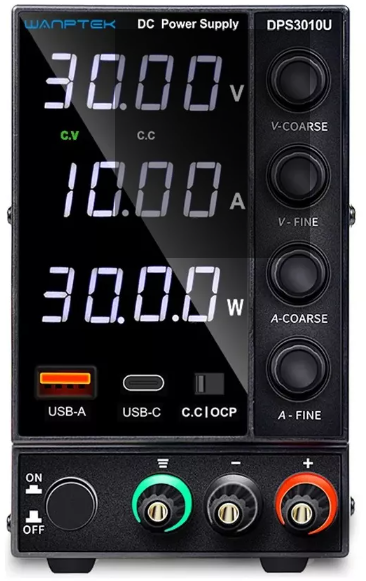 WANPTEK DC Power Supply DPS3010U
30.00 V
V-COARSE
C.V C.C
10.00 A
V - FINE
30.0.0 W
A-COARSE
USB-A USB-C C.C|OCP
A - FINE
ON
OFF
- +